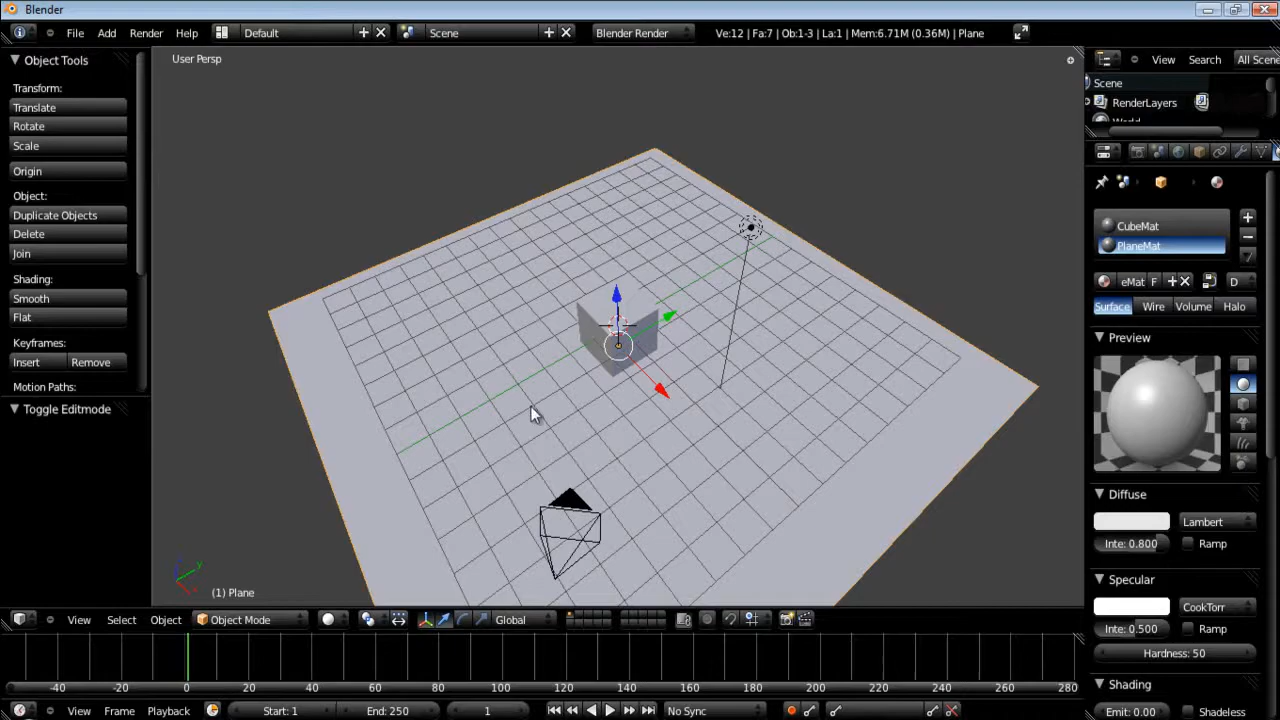 Blender
File Add Render Help Default Scene Blender Render Ve:12 | Fa:7 | Ob:1-3 | La:1 | Mem:6.71M (0.36M) | Plane
Object Tools
Transform:
Translate
Rotate
Scale
Origin
Object:
Duplicate Objects
Delete
Join
Shading:
Smooth
Flat
Keyframes:
Insert Remove
Motion Paths:
Toggle Editmode
User Persp
(1) Plane
View Search All Scene
Scene
RenderLayers
World
CubeMat
PlaneMat
eMat F D
Surface Wire Volume Halo
Preview
Diffuse
Lambert
Inte: 0.800 Ramp
Specular
CookTorr
Inte: 0.500 Ramp
Hardness: 50
Shading
Emit: 0.00 Shadeless
View Select Object Object Mode Global
-40 -20 0 20 40 60 80 100 120 140 160 180 200 220 240 260 280
View Frame Playback Start: 1 End: 250 1 No Sync